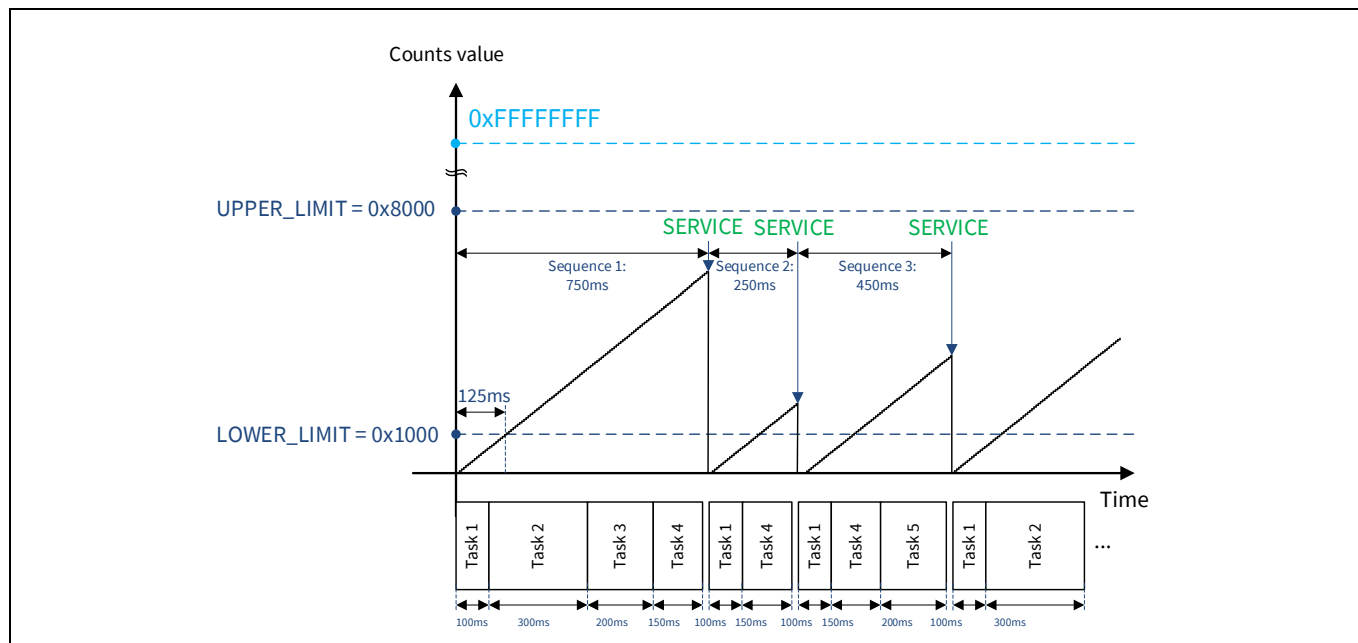 Counts value
0xFFFFFFFF
UPPER_LIMIT = 0x8000
SERVICE SERVICE SERVICE
Sequence 1:
750ms
Sequence 2:
250ms
Sequence 3:
450ms
125ms
LOWER_LIMIT = 0x1000
Time
Task 1
Task 2
Task 3
Task 4
Task 1
Task 4
Task 1
Task 4
Task 5
Task 1
Task 2
...
100ms 300ms 200ms 150ms 100ms 150ms 100ms 150ms 200ms 100ms 300ms